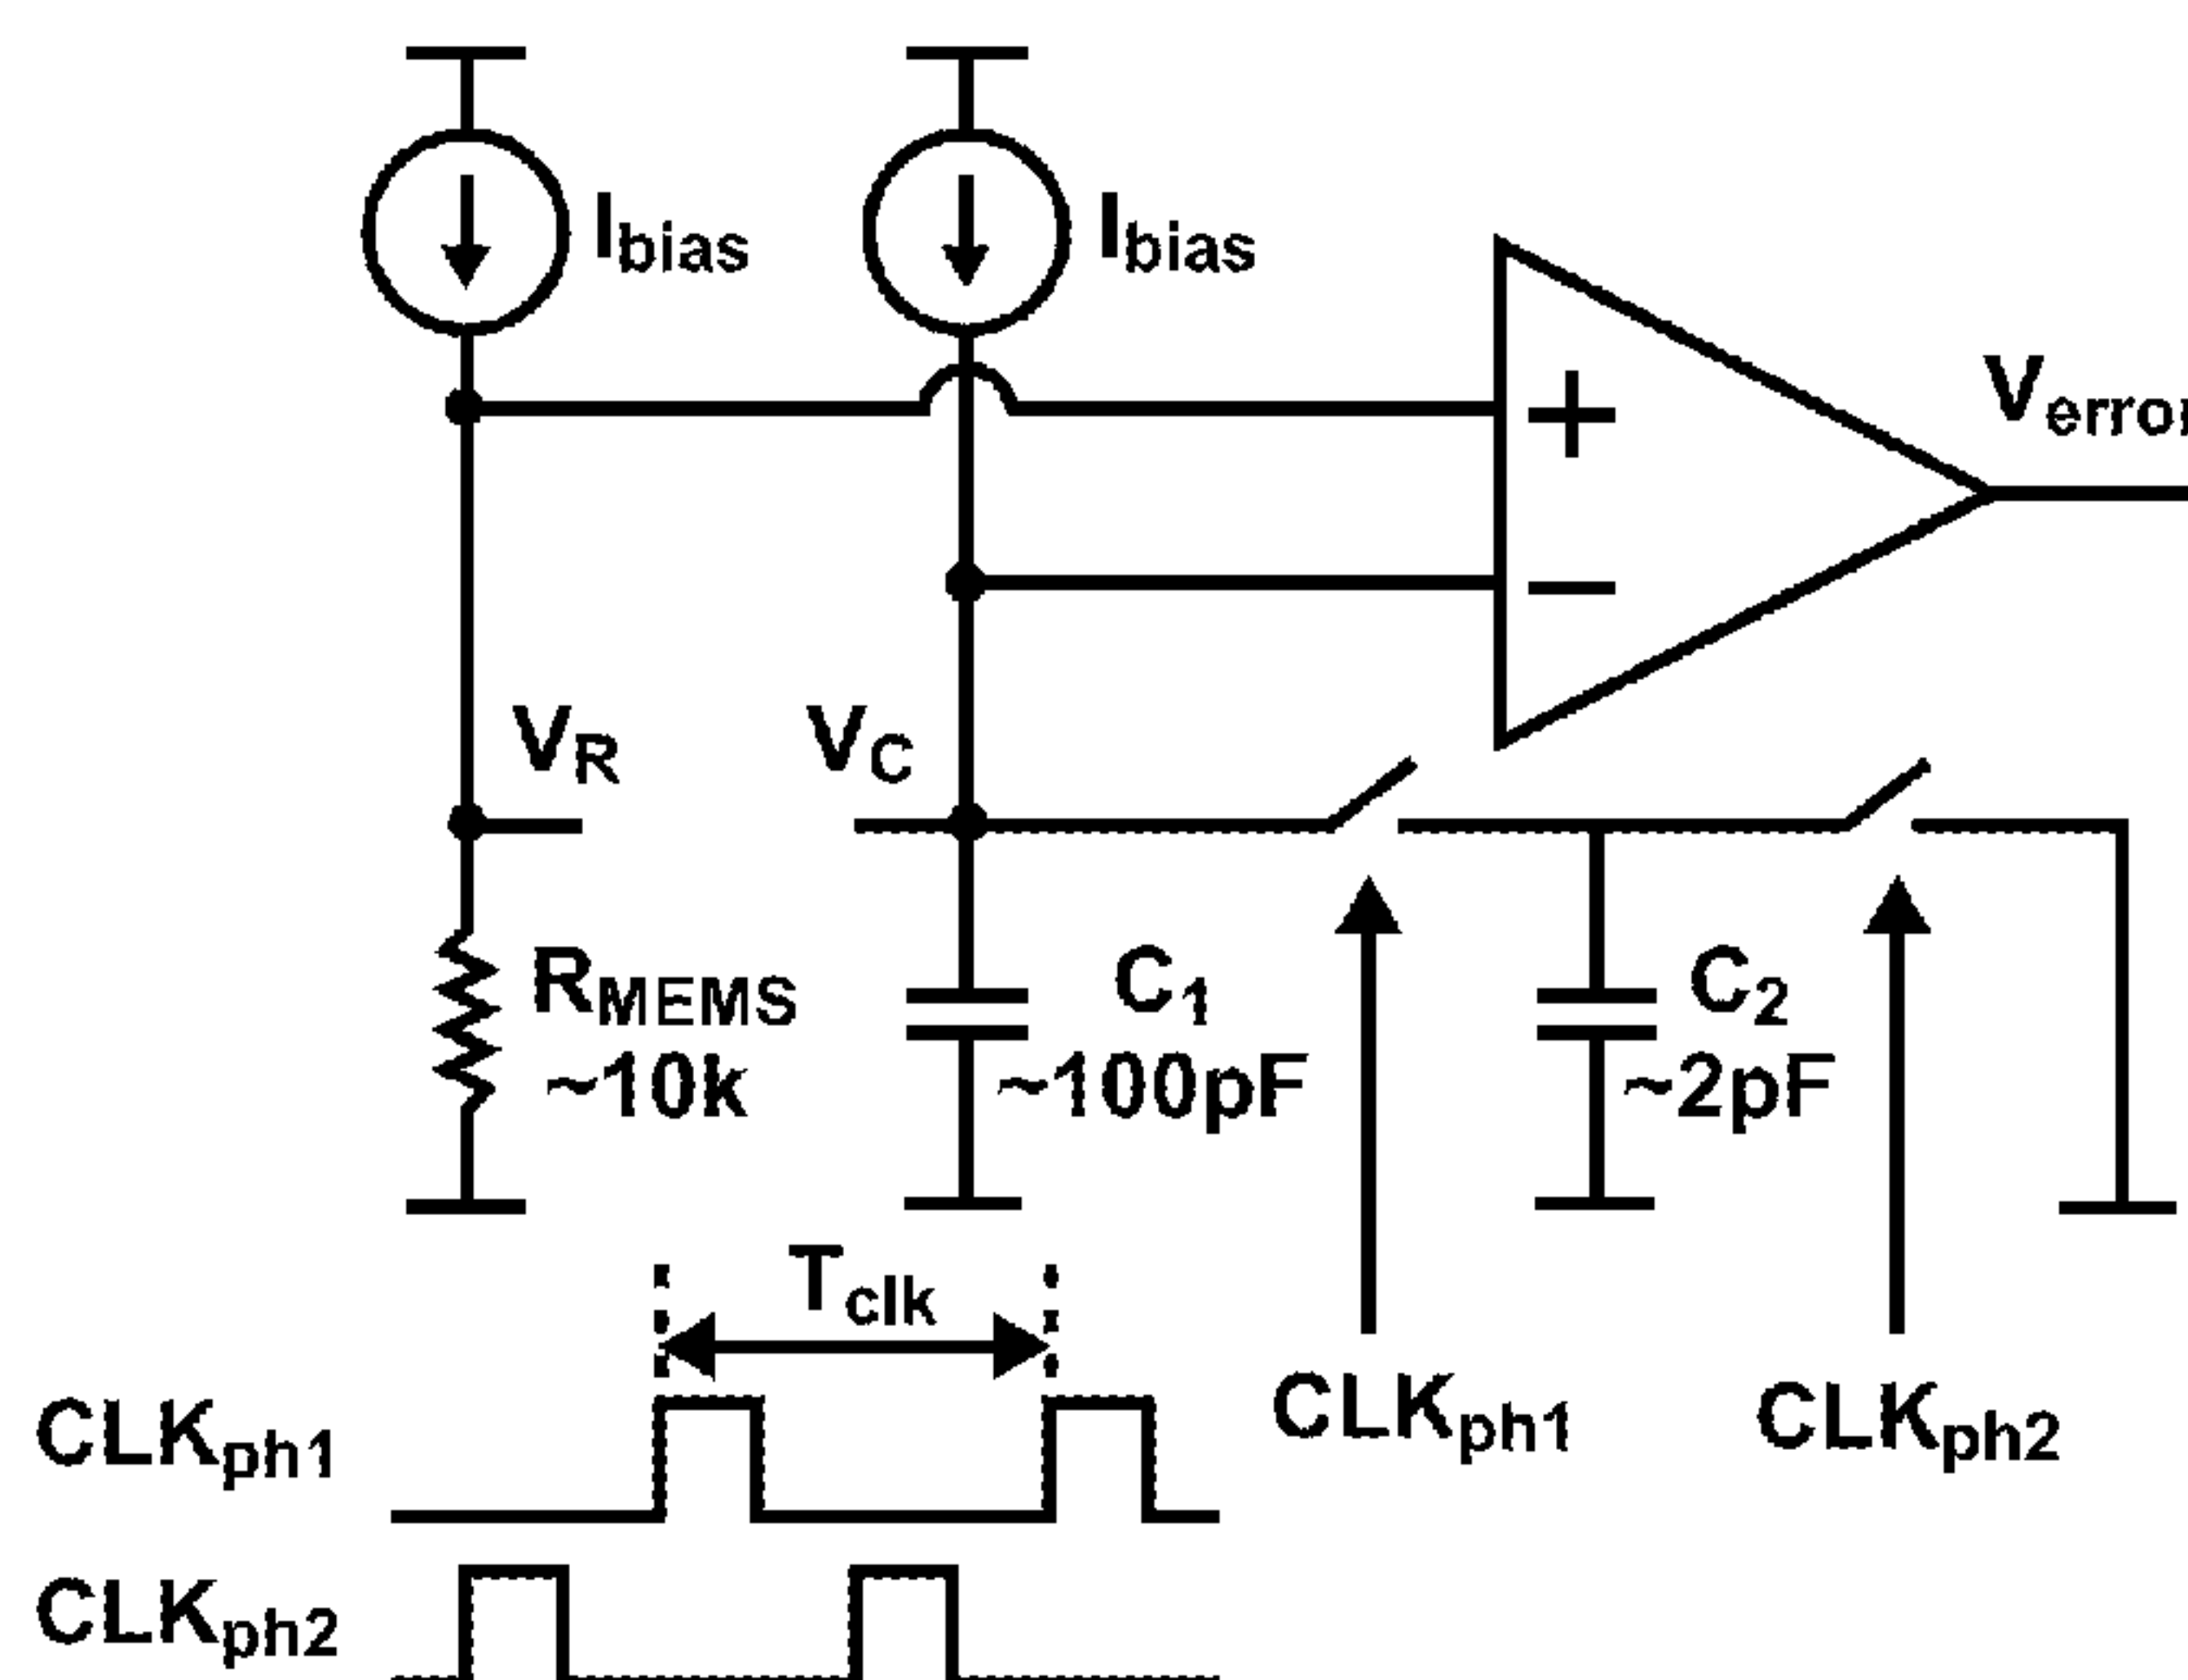 Ibias
Ibias
+
Verror
−
VR
VC
RMEMS
~10k
C1
~100pF
C2
~2pF
Tclk
CLKph1
CLKph2
CLKph1
CLKph2